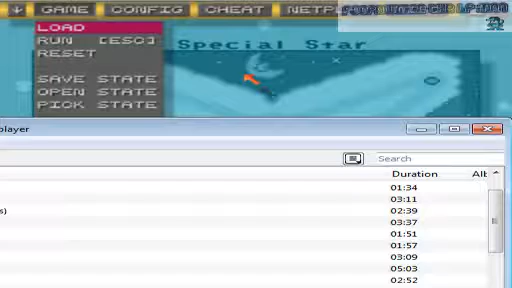 GAME CONFIG CHEAT NETP
LOAD
RUN [ESC]
RESET
Special Star
SAVE STATE
OPEN STATE
PICK STATE
player
Search
Duration Alb
01:34
03:11
s) 02:39
03:37
01:51
01:57
03:09
05:03
02:52